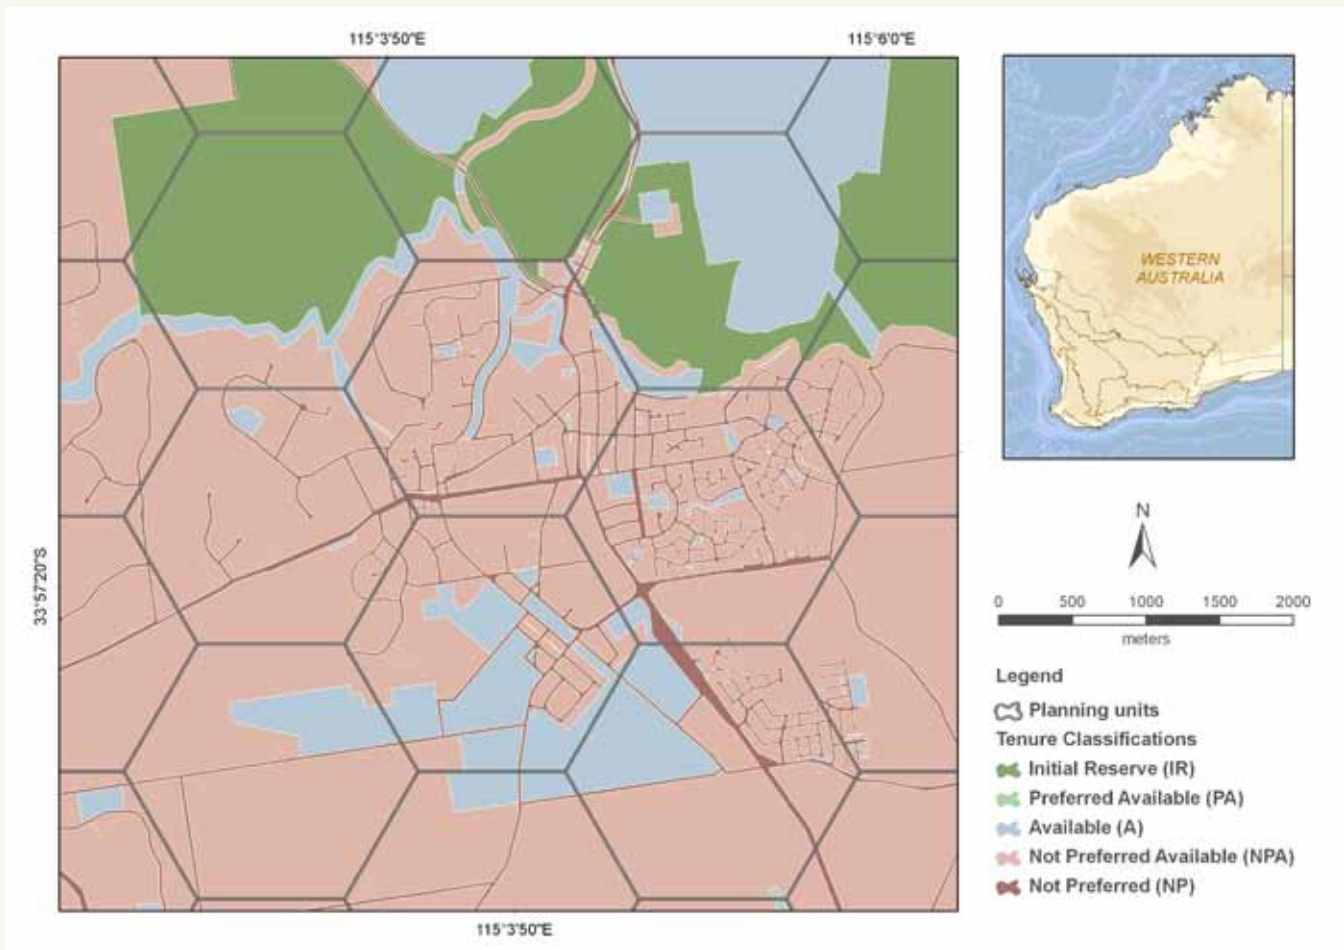 115°3'50"E
115°6'0"E
WESTERN
AUSTRALIA
33°57'20"S
N
0 500 1000 1500 2000
meters
Legend
Planning units
Tenure Classifications
Initial Reserve (IR)
Preferred Available (PA)
Available (A)
Not Preferred Available (NPA)
Not Preferred (NP)
115°3'50"E